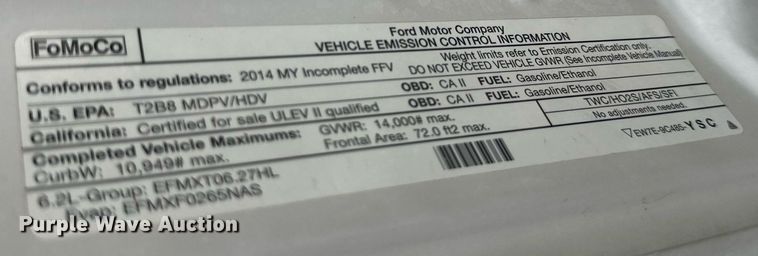 FoMoCo
Ford Motor Company
VEHICLE EMISSION CONTROL INFORMATION
Conforms to regulations: 2014 MY Incomplete FFV
Weight limits refer to Emission Certification only.
DO NOT EXCEED VEHICLE GVWR (See Incomplete Vehicle Manual)
U.S. EPA: T2B8 MDPV/HDV OBD: CA II FUEL: Gasoline/Ethanol
California: Certified for sale ULEV II qualified OBD: CA II FUEL: Gasoline/Ethanol
Completed Vehicle Maximums: GVWR: 14,000# max.
CurbW: 10,949# max. Frontal Area: 72.0 ft2 max.
TWC/HO2S/AFS/SFI
No adjustments needed.
6.2L-Group: EFMXT06.27HL
Evap: EFMXF0265NAS
EW7E-9C485-YSC
Purple Wave Auction